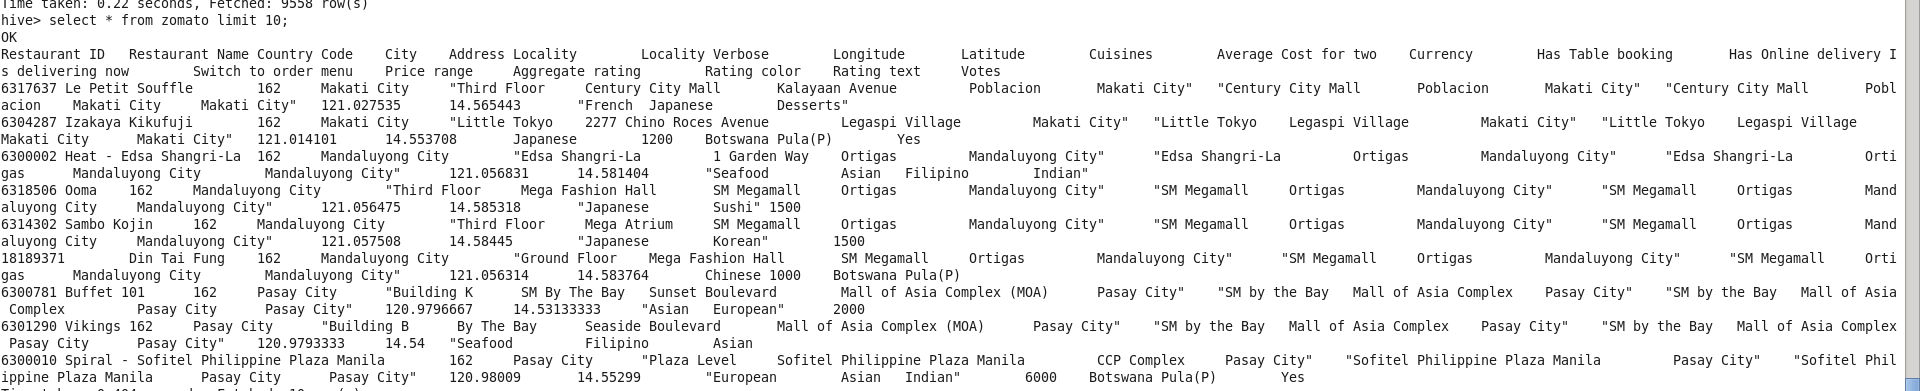 Time taken: 0.22 seconds, Fetched: 9558 row(s)
hive> select * from zomato limit 10;
OK
Restaurant ID   Restaurant Name Country Code    City    Address Locality        Locality Verbose        Longitude       Latitude        Cuisines        Average Cost for two    Currency        Has Table booking       Has Online delivery I
s delivering now        Switch to order menu    Price range     Aggregate rating        Rating color    Rating text     Votes
6317637 Le Petit Souffle        162     Makati City     "Third Floor     Century City Mall       Kalayaan Avenue         Poblacion       Makati City"   "Century City Mall       Poblacion       Makati City"   "Century City Mall       Pobl
acion    Makati City     Makati City"   121.027535      14.565443       "French  Japanese        Desserts"
6304287 Izakaya Kikufuji        162     Makati City     "Little Tokyo    2277 Chino Roces Avenue         Legaspi Village         Makati City"   "Little Tokyo    Legaspi Village         Makati City"   "Little Tokyo    Legaspi Village
Makati City      Makati City"   121.014101      14.553708       Japanese        1200    Botswana Pula(P)        Yes
6300002 Heat - Edsa Shangri-La  162     Mandaluyong City        "Edsa Shangri-La         1 Garden Way    Ortigas         Mandaluyong City"      "Edsa Shangri-La         Ortigas         Mandaluyong City"      "Edsa Shangri-La         Orti
gas      Mandaluyong City        Mandaluyong City"      121.056831      14.581404       "Seafood         Asian   Filipino        Indian"
6318506 Ooma    162     Mandaluyong City        "Third Floor     Mega Fashion Hall       SM Megamall     Ortigas         Mandaluyong City"      "SM Megamall     Ortigas         Mandaluyong City"      "SM Megamall     Ortigas         Mand
aluyong City     Mandaluyong City"      121.056475      14.585318       "Japanese        Sushi" 1500
6314302 Sambo Kojin     162     Mandaluyong City        "Third Floor     Mega Atrium     SM Megamall     Ortigas         Mandaluyong City"      "SM Megamall     Ortigas         Mandaluyong City"      "SM Megamall     Ortigas         Mand
aluyong City     Mandaluyong City"      121.057508      14.58445        "Japanese        Korean"        1500
18189371        Din Tai Fung    162     Mandaluyong City        "Ground Floor    Mega Fashion Hall       SM Megamall     Ortigas         Mandaluyong City"      "SM Megamall     Ortigas         Mandaluyong City"      "SM Megamall     Orti
gas      Mandaluyong City        Mandaluyong City"      121.056314      14.583764       Chinese 1000    Botswana Pula(P)
6300781 Buffet 101      162     Pasay City      "Building K      SM By The Bay   Sunset Boulevard        Mall of Asia Complex (MOA)      Pasay City"    "SM by the Bay   Mall of Asia Complex    Pasay City"    "SM by the Bay   Mall of Asia
 Complex         Pasay City      Pasay City"    120.9796667     14.53133333     "Asian   European"      2000
6301290 Vikings 162     Pasay City      "Building B      By The Bay      Seaside Boulevard       Mall of Asia Complex (MOA)      Pasay City"    "SM by the Bay   Mall of Asia Complex    Pasay City"    "SM by the Bay   Mall of Asia Complex
 Pasay City      Pasay City"    120.9793333     14.54   "Seafood         Filipino        Asian
6300010 Spiral - Sofitel Philippine Plaza Manila        162     Pasay City      "Plaza Level     Sofitel Philippine Plaza Manila         CCP Complex     Pasay City"    "Sofitel Philippine Plaza Manila         Pasay City"    "Sofitel Phil
ippine Plaza Manila      Pasay City      Pasay City"    120.98009       14.55299        "European        Asian   Indian"        6000    Botswana Pula(P)        Yes